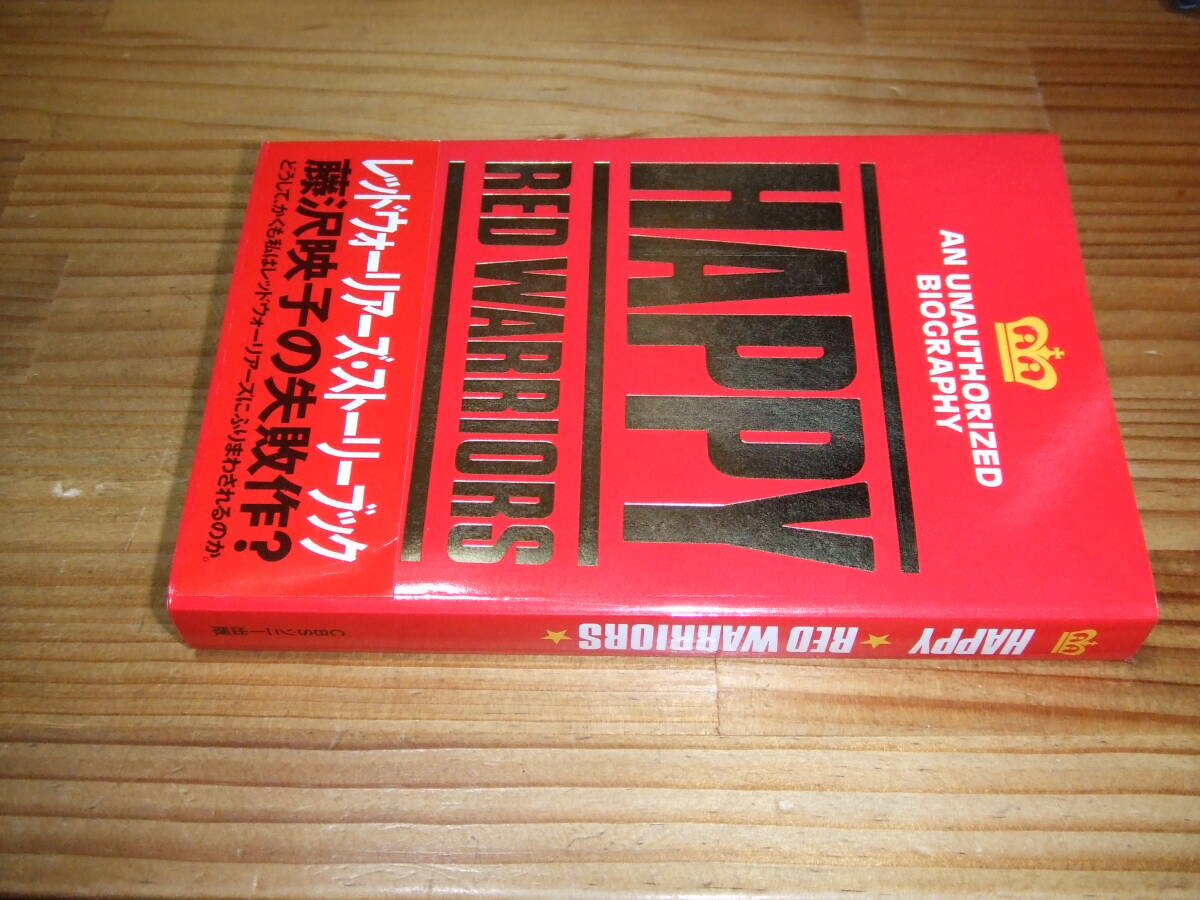 AN UNAUTHORIZED
BIOGRAPHY
HAPPY
RED WARRIORS
レッドウォーリアーズ・ストーリーブック
藤沢映子の失敗作?
どうして、かくも私はレッドウォーリアーズにふりまわされるのか。
HAPPY ★ RED WARRIORS ★
CBS・ソニー出版